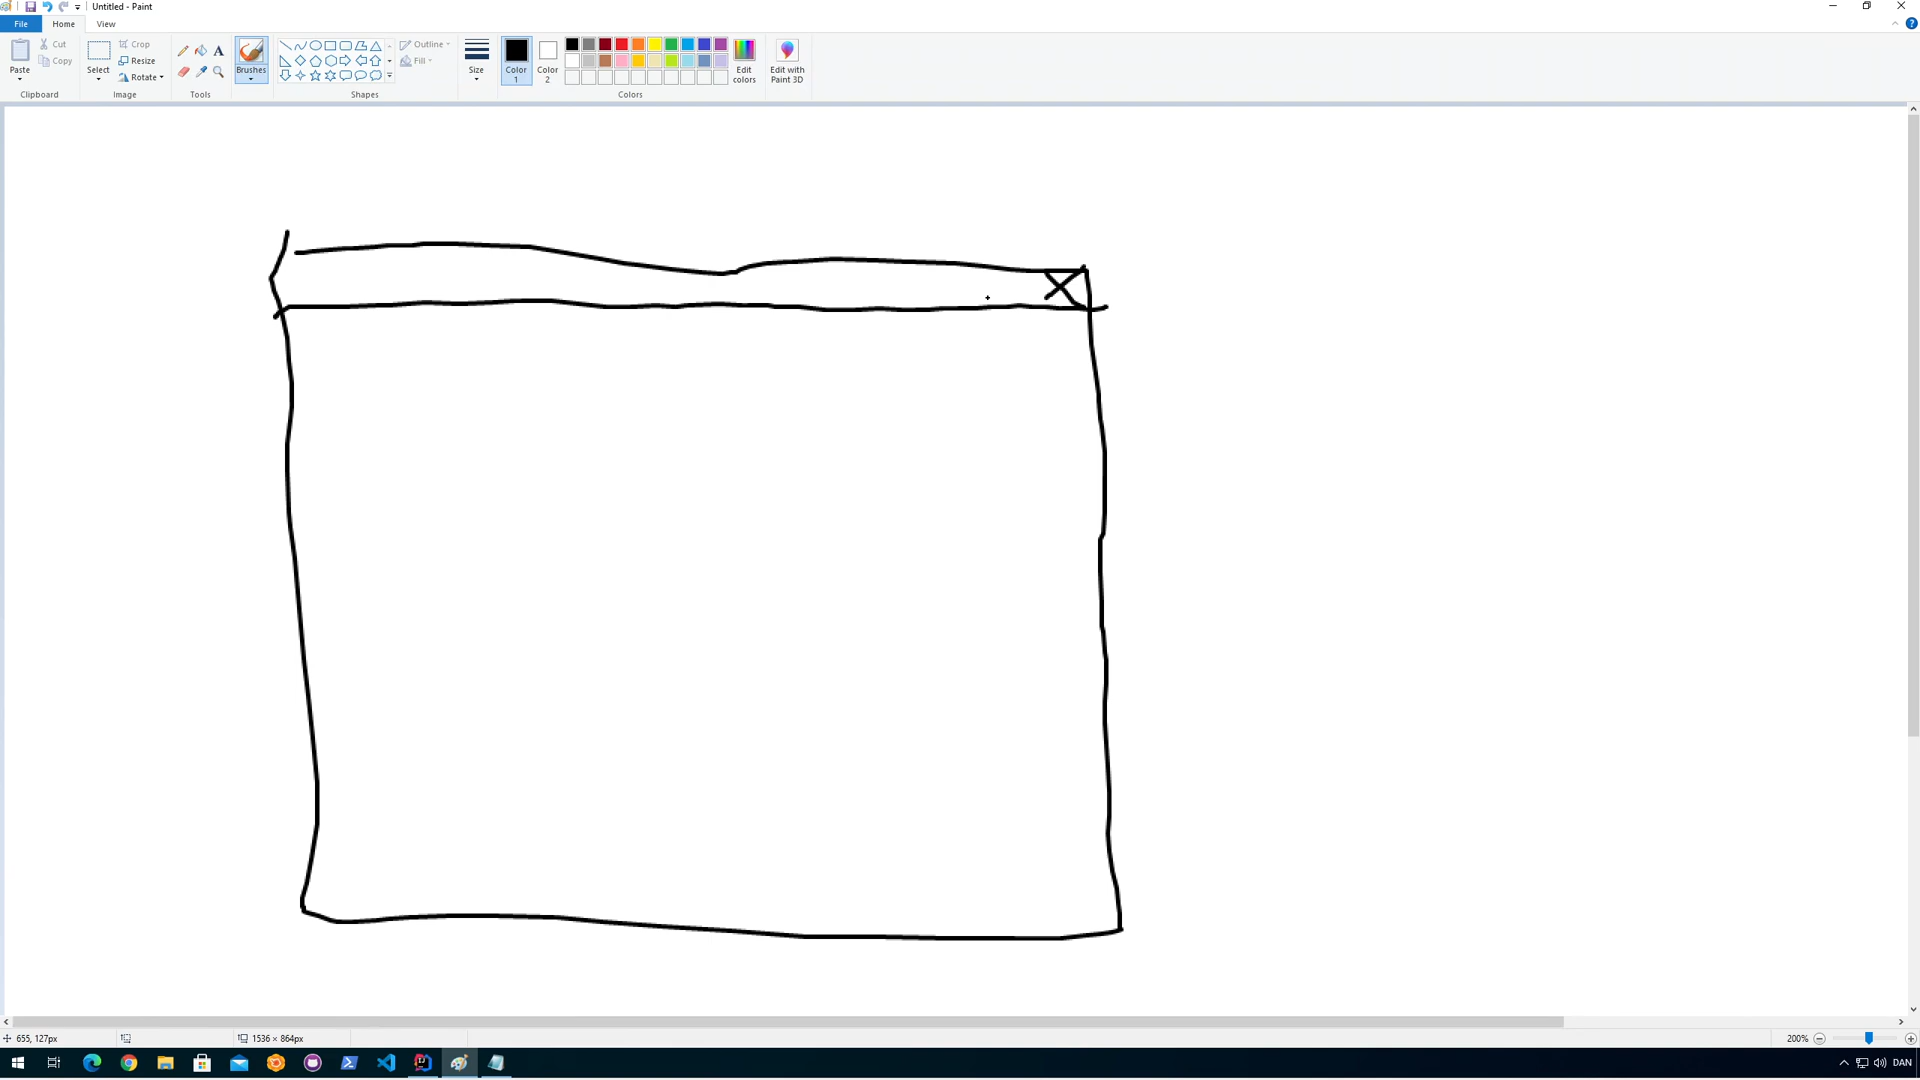 Untitled - Paint
File Home View
Paste
Cut
Copy
Clipboard
Select
Crop
Resize
Rotate
Image
Tools
Brushes
Outline
Fill
Shapes
Size
Color 1
Color 2
Edit colors
Colors
Edit with Paint 3D
655, 127px
1536 × 864px
200%
DAN